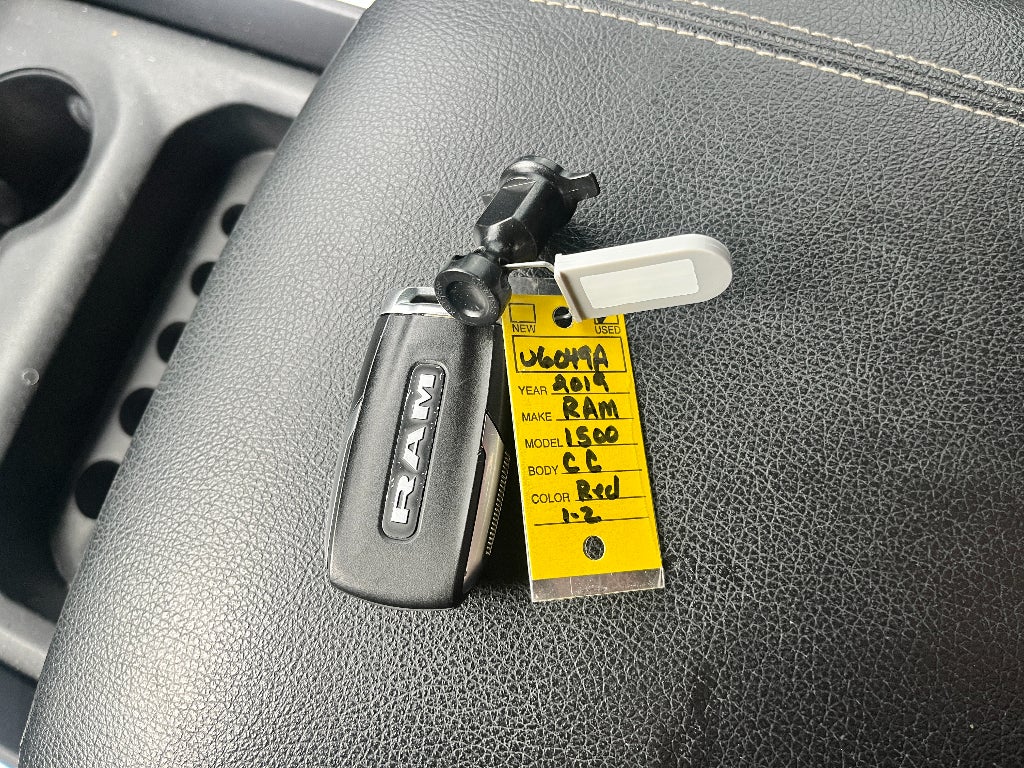 RAM
NEW USED
U6049A
YEAR 2019
MAKE RAM
MODEL 1500
BODY CC
COLOR Red
1-2